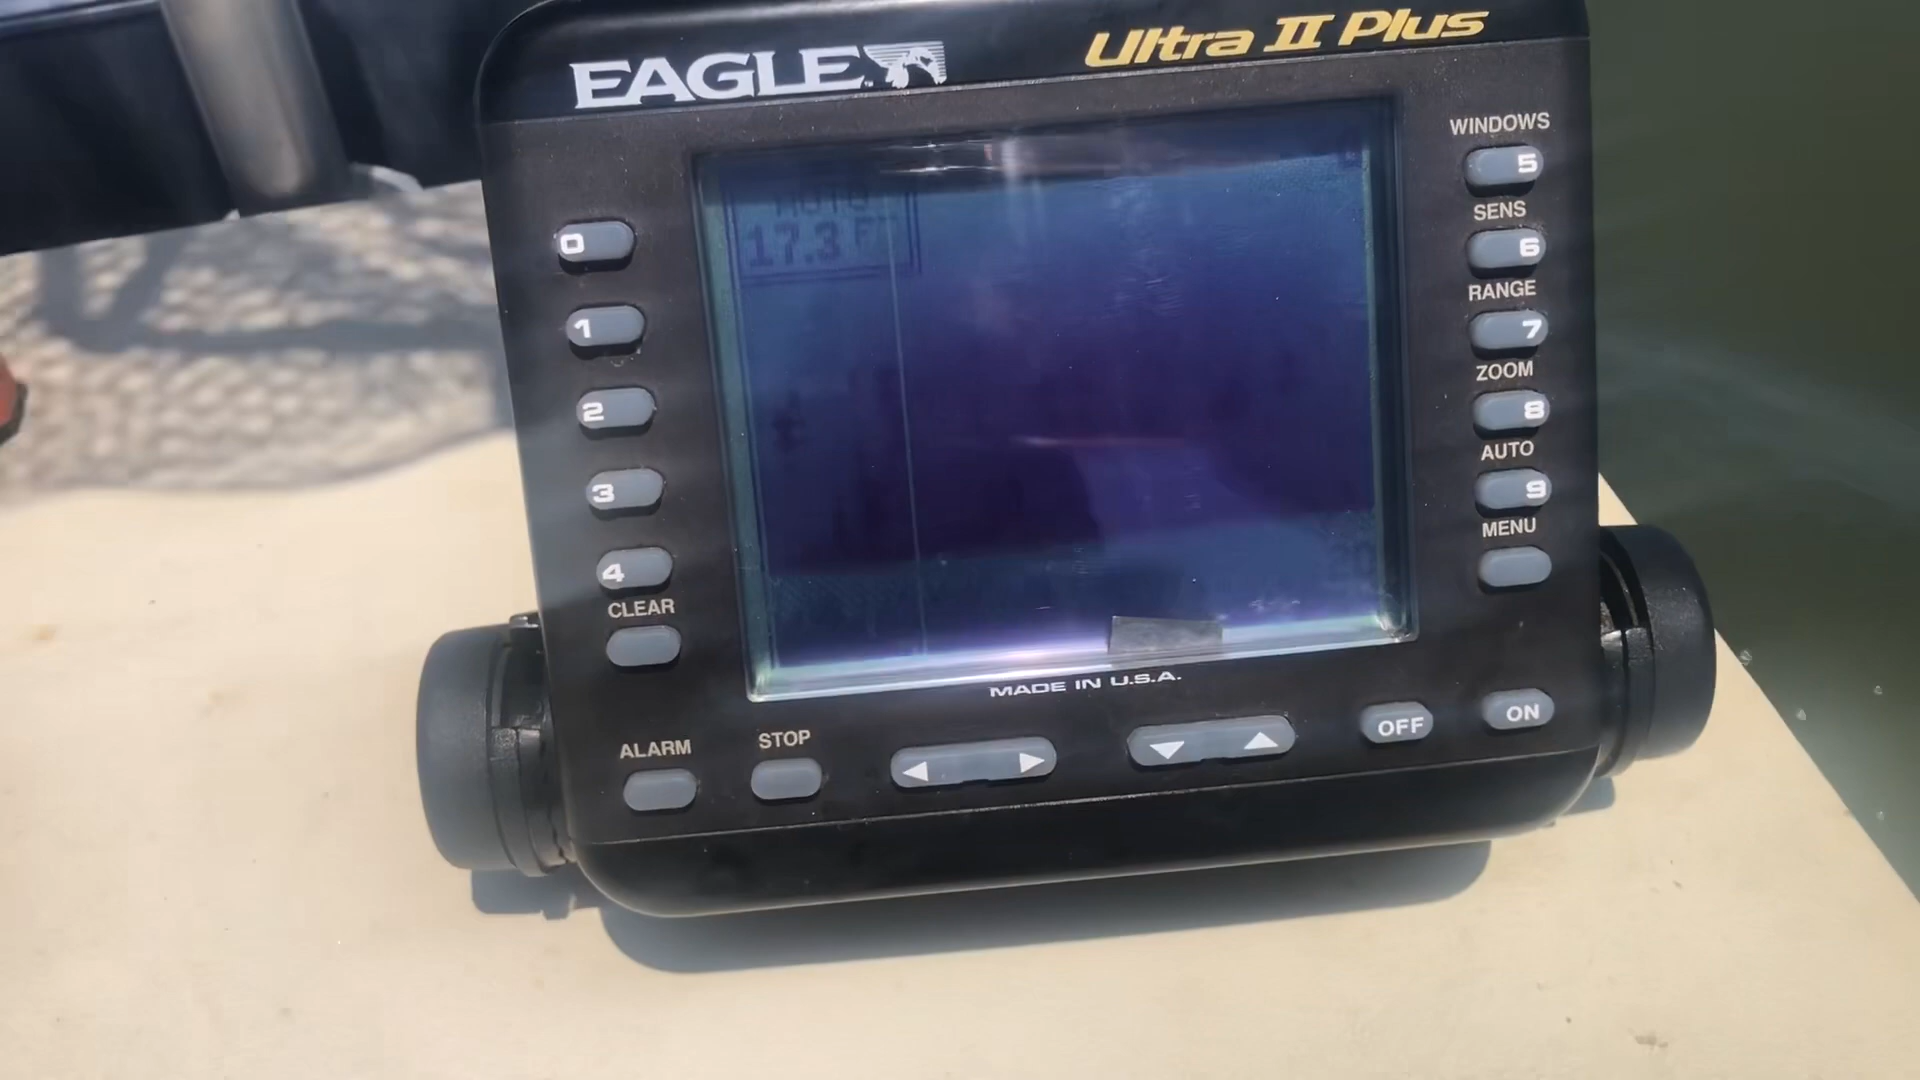 EAGLE
Ultra II Plus
AUTO
17.3 FT
0
1
2
3
4
CLEAR
WINDOWS
5
SENS
6
RANGE
7
ZOOM
8
AUTO
9
MENU
MADE IN U.S.A.
ALARM
STOP
OFF
ON